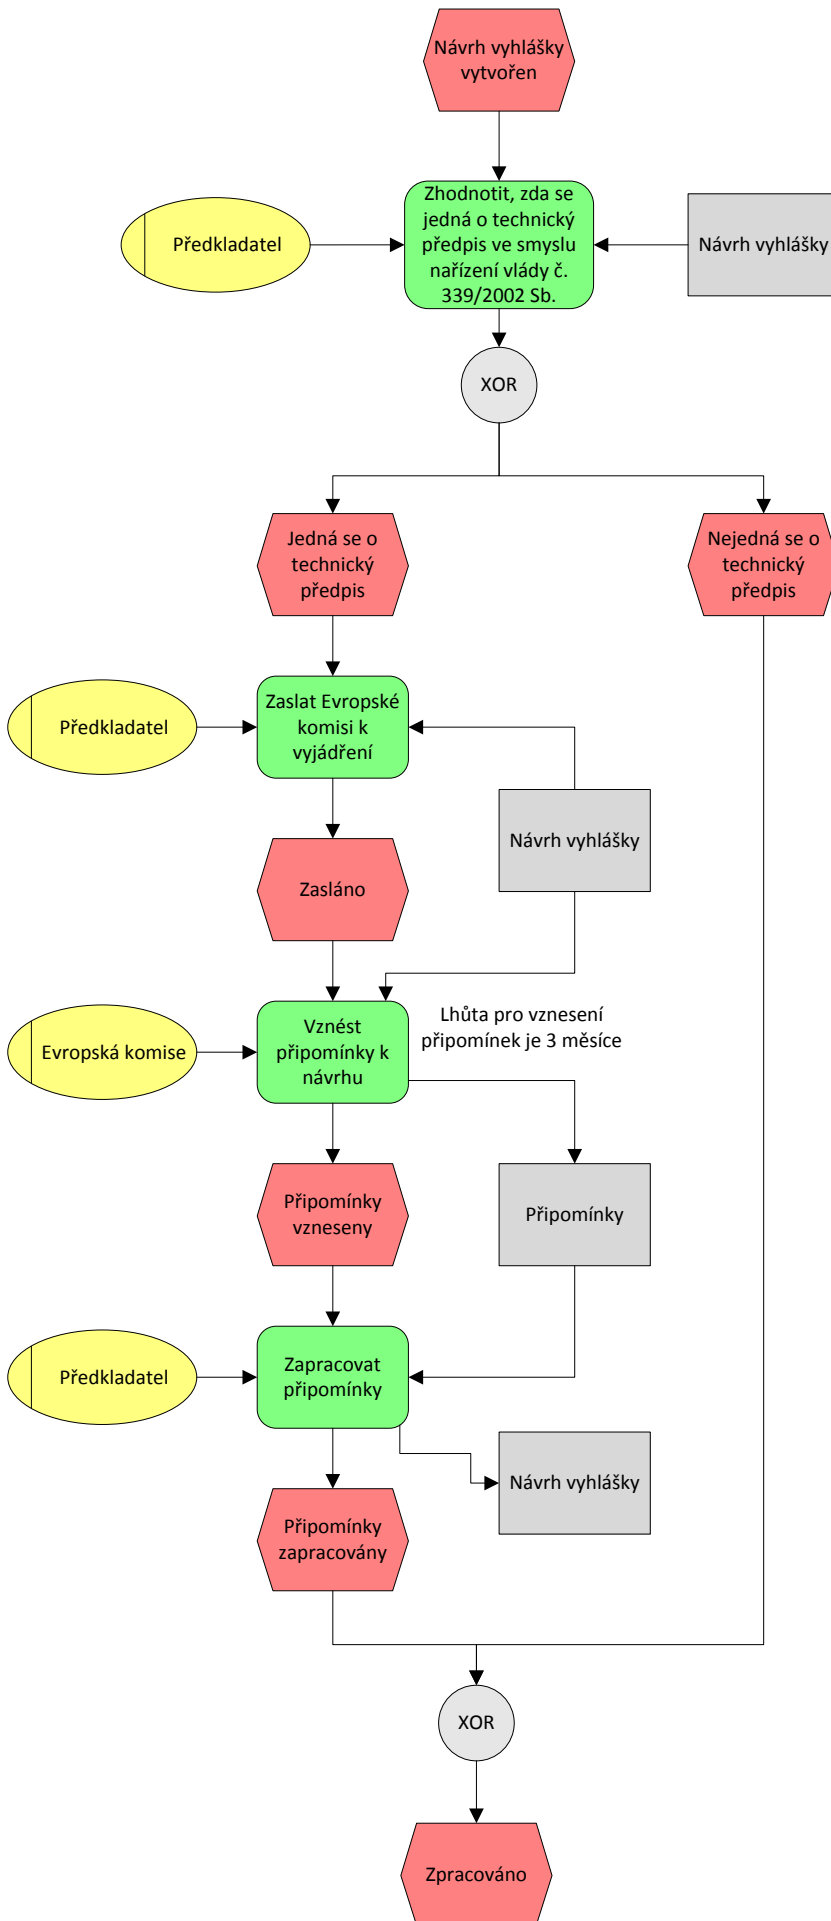 Návrh vyhlášky
vytvořen
Předkladatel
Zhodnotit, zda se
jedná o technický
předpis ve smyslu
nařízení vlády č.
339/2002 Sb.
Návrh vyhlášky
XOR
Jedná se o
technický
předpis
Nejedná se o
technický
předpis
Předkladatel
Zaslat Evropské
komisi k
vyjádření
Návrh vyhlášky
Zasláno
Evropská komise
Vznést
připomínky k
návrhu
Lhůta pro vznesení
připomínek je 3 měsíce
Připomínky
vzneseny
Připomínky
Předkladatel
Zapracovat
připomínky
Návrh vyhlášky
Připomínky
zapracovány
XOR
Zpracováno